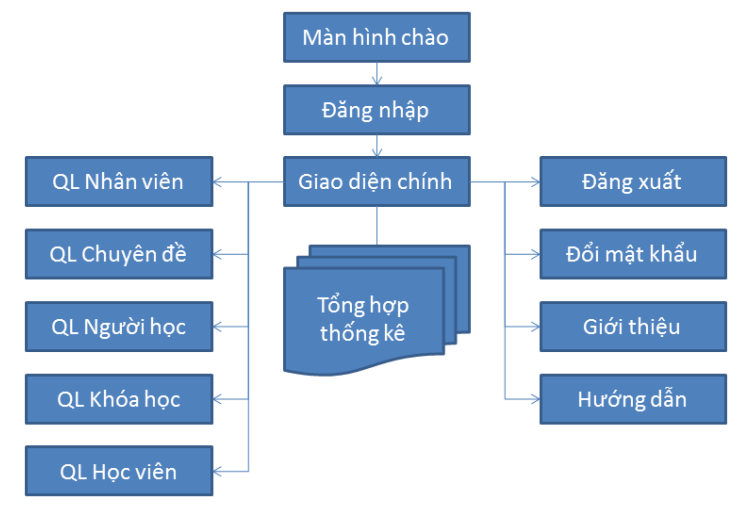 Màn hình chào
Đăng nhập
QL Nhân viên
Giao diện chính
Đăng xuất
QL Chuyên đề
Đổi mật khẩu
Tổng hợp
thống kê
QL Người học
Giới thiệu
QL Khóa học
Hướng dẫn
QL Học viên